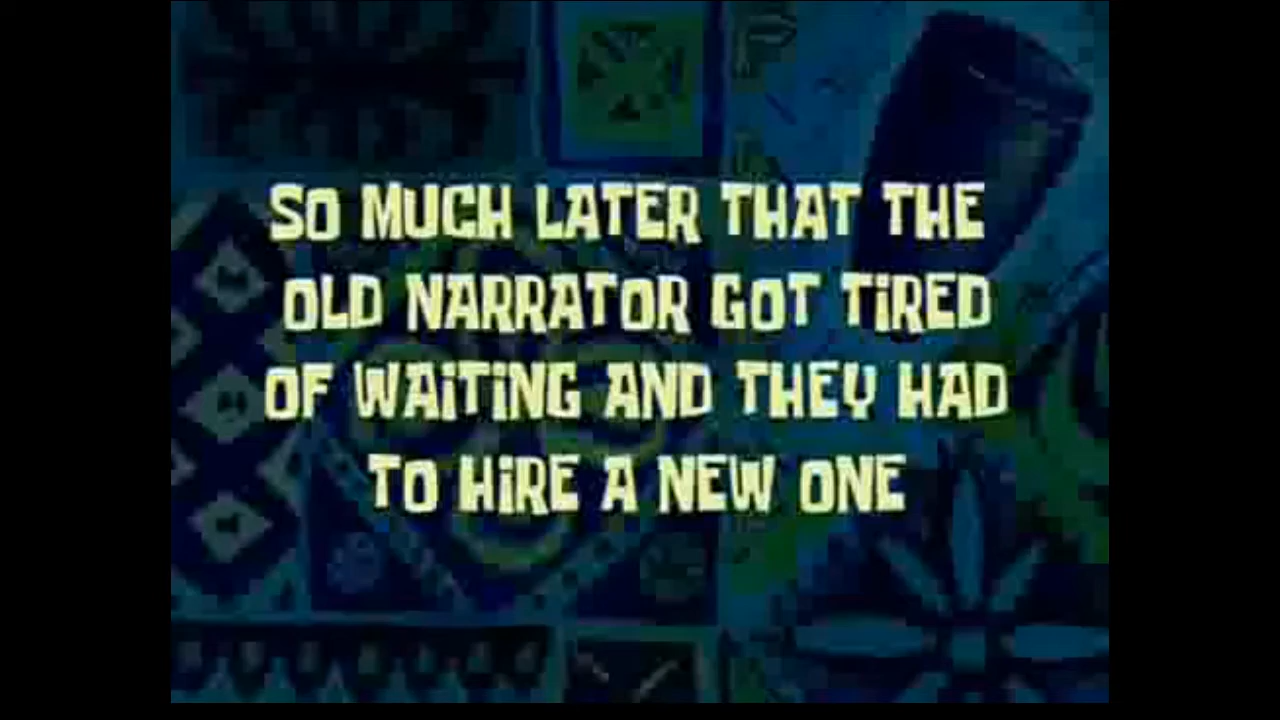 SO MUCH LATER THAT THE
OLD NARRATOR GOT TiRED
OF WAiTiNG AND THEY HAD
TO HiRE A NEW ONE